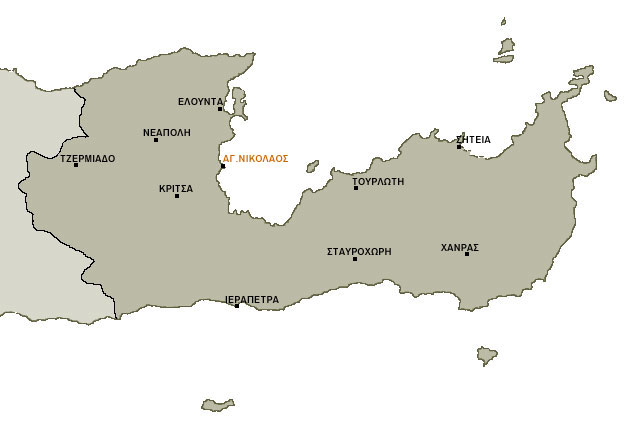 ΕΛΟΥΝΤΑ
ΝΕΑΠΟΛΗ
ΣΗΤΕΙΑ
ΤΖΕΡΜΙΑΔΟ
ΑΓ.ΝΙΚΟΛΑΟΣ
ΚΡΙΤΣΑ
ΤΟΥΡΛΩΤΗ
ΣΤΑΥΡΟΧΩΡΗ
ΧΑΝΡΑΣ
ΙΕΡΑΠΕΤΡΑ